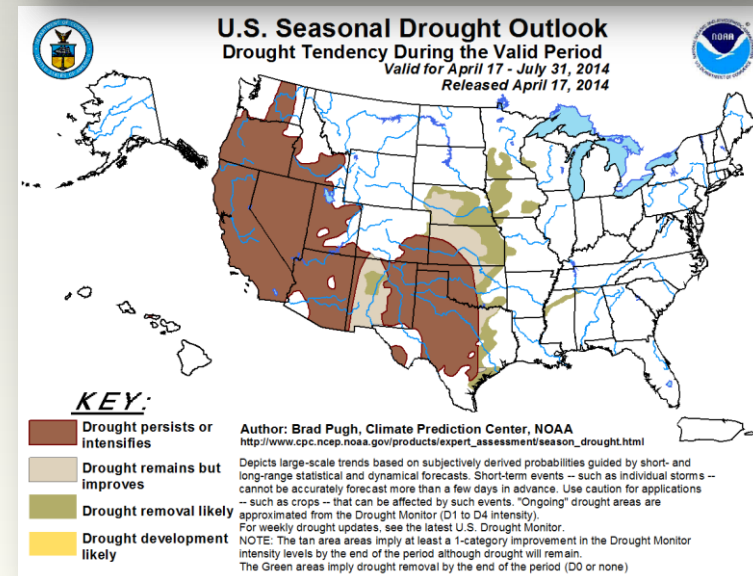 U.S. Seasonal Drought Outlook
Drought Tendency During the Valid Period
Valid for April 17 - July 31, 2014
Released April 17, 2014
NOAA
KEY:
Drought persists or
intensifies
Drought remains but
improves
Drought removal likely
Drought development
likely
Author: Brad Pugh, Climate Prediction Center, NOAA
http://www.cpc.ncep.noaa.gov/products/expert_assessment/season_drought.html
Depicts large-scale trends based on subjectively derived probabilities guided by short- and
long-range statistical and dynamical forecasts. Short-term events -- such as individual storms --
cannot be accurately forecast more than a few days in advance. Use caution for applications
-- such as crops -- that can be affected by such events. "Ongoing" drought areas are
approximated from the Drought Monitor (D1 to D4 intensity).
For weekly drought updates, see the latest U.S. Drought Monitor.
NOTE: The tan area areas imply at least a 1-category improvement in the Drought Monitor
intensity levels by the end of the period although drought will remain.
The Green areas imply drought removal by the end of the period (D0 or none)